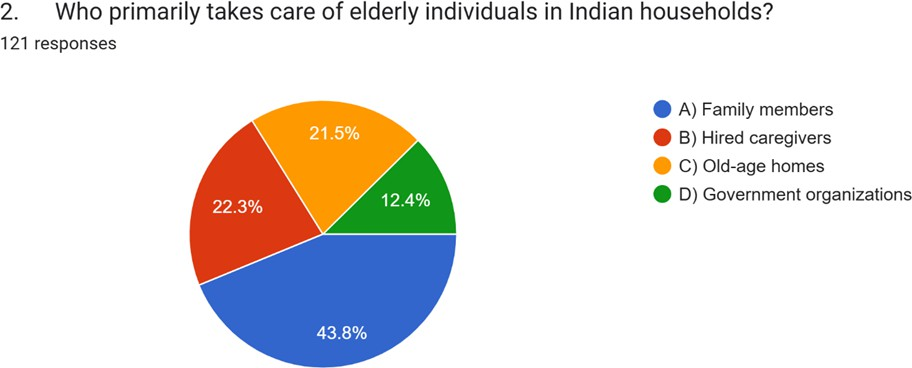 2. Who primarily takes care of elderly individuals in Indian households?
121 responses
21.5%
22.3%
12.4%
43.8%
A) Family members
B) Hired caregivers
C) Old-age homes
D) Government organizations